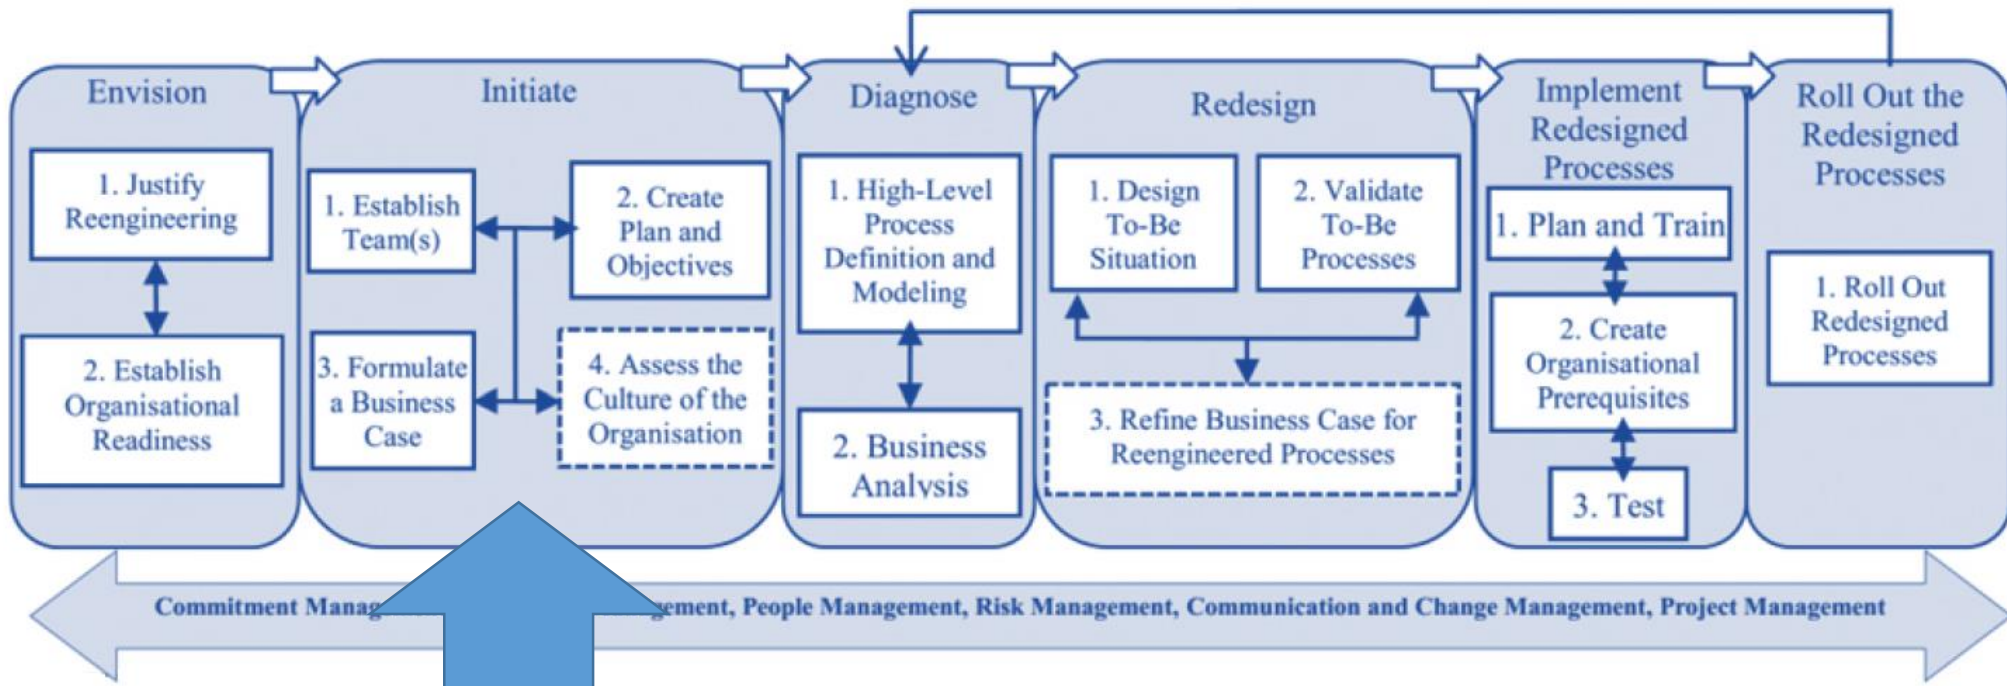 Envision
1. Justify
Reengineering
2. Establish
Organisational
Readiness
Initiate
1. Establish
Team(s)
2. Create
Plan and
Objectives
3. Formulate
a Business
Case
4. Assess the
Culture of the
Organisation
Diagnose
1. High-Level
Process
Definition and
Modeling
2. Business
Analysis
Redesign
1. Design
To-Be
Situation
2. Validate
To-Be
Processes
3. Refine Business Case for
Reengineered Processes
Implement
Redesigned
Processes
1. Plan and Train
2. Create
Organisational
Prerequisites
3. Test
Roll Out the
Redesigned
Processes
1. Roll Out
Redesigned
Processes
Commitment People Management, Risk Management, Communication and Change Management, Project Management